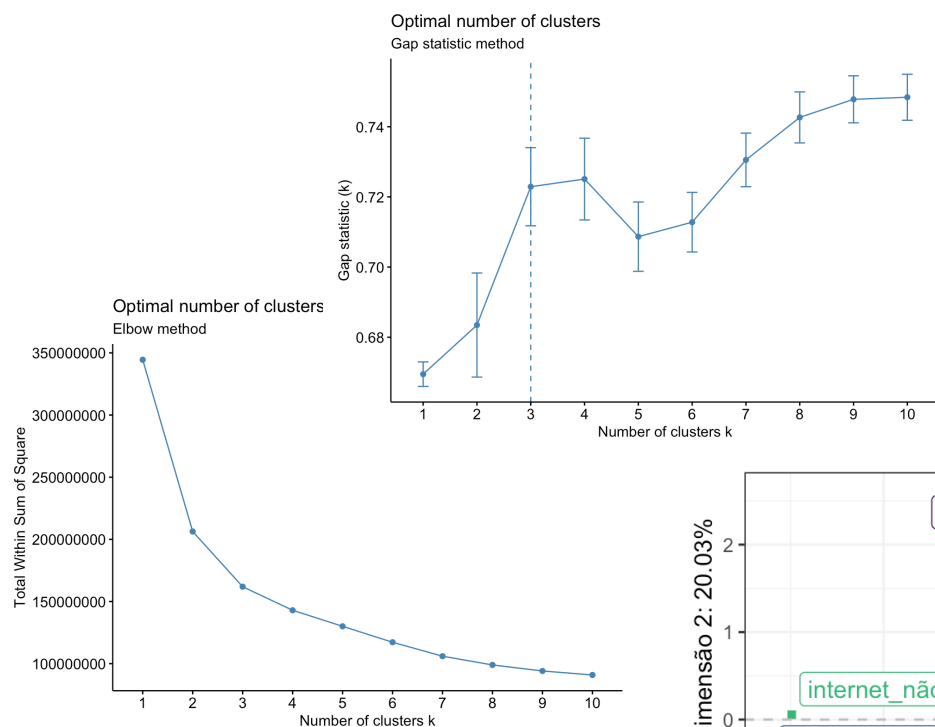 Optimal number of clusters
Gap statistic method
Gap statistic (k)
0.74
0.72
0.70
0.68
1 2 3 4 5 6 7 8 9 10
Number of clusters k
Optimal number of clusters
Elbow method
Total Within Sum of Square
350000000
300000000
250000000
200000000
150000000
100000000
1 2 3 4 5 6 7 8 9 10
Number of clusters k
imensão 2: 20.03%
2
1
0
internet_não